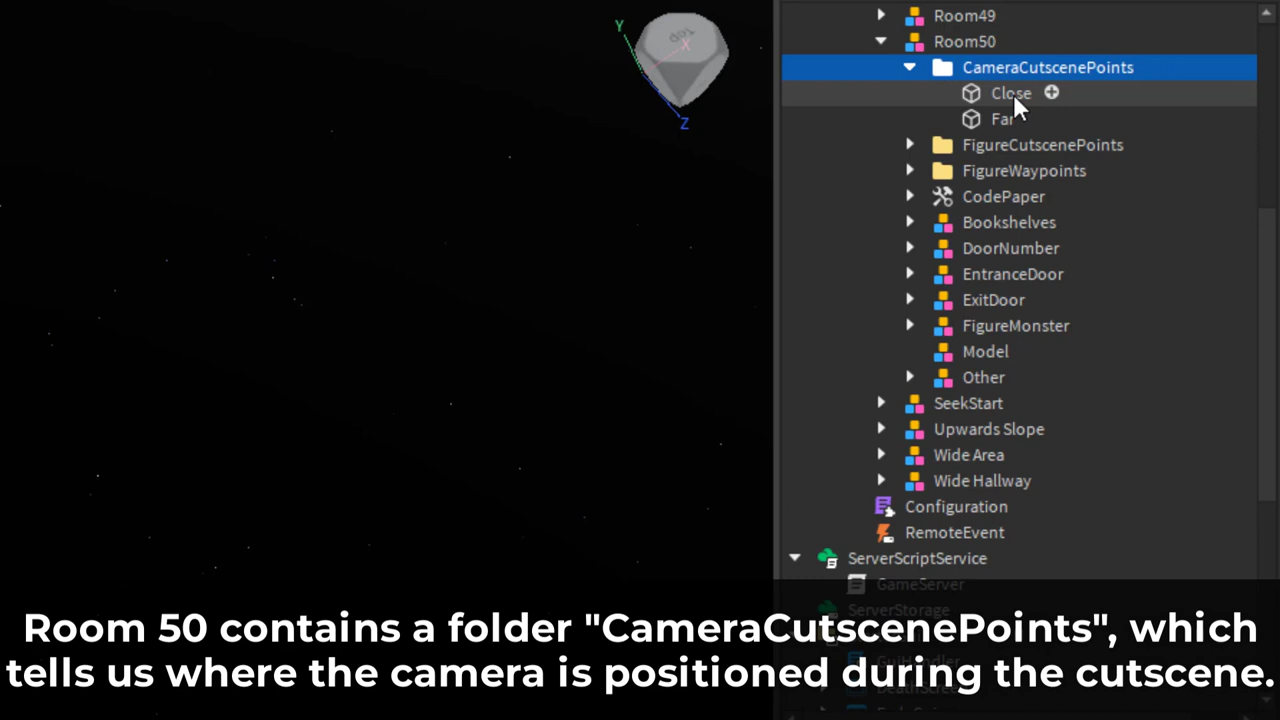 Room49
Y
TOP
X
Room50
CameraCutscenePoints
Close
Z
Far
FigureCutscenePoints
FigureWaypoints
CodePaper
Bookshelves
DoorNumber
EntranceDoor
ExitDoor
FigureMonster
Model
Other
SeekStart
Upwards Slope
Wide Area
Wide Hallway
Configuration
RemoteEvent
ServerScriptService
GameServer
ServerStorage
Room 50 contains a folder "CameraCutscenePoints", which
tells us where the camera is positioned during the cutscene.